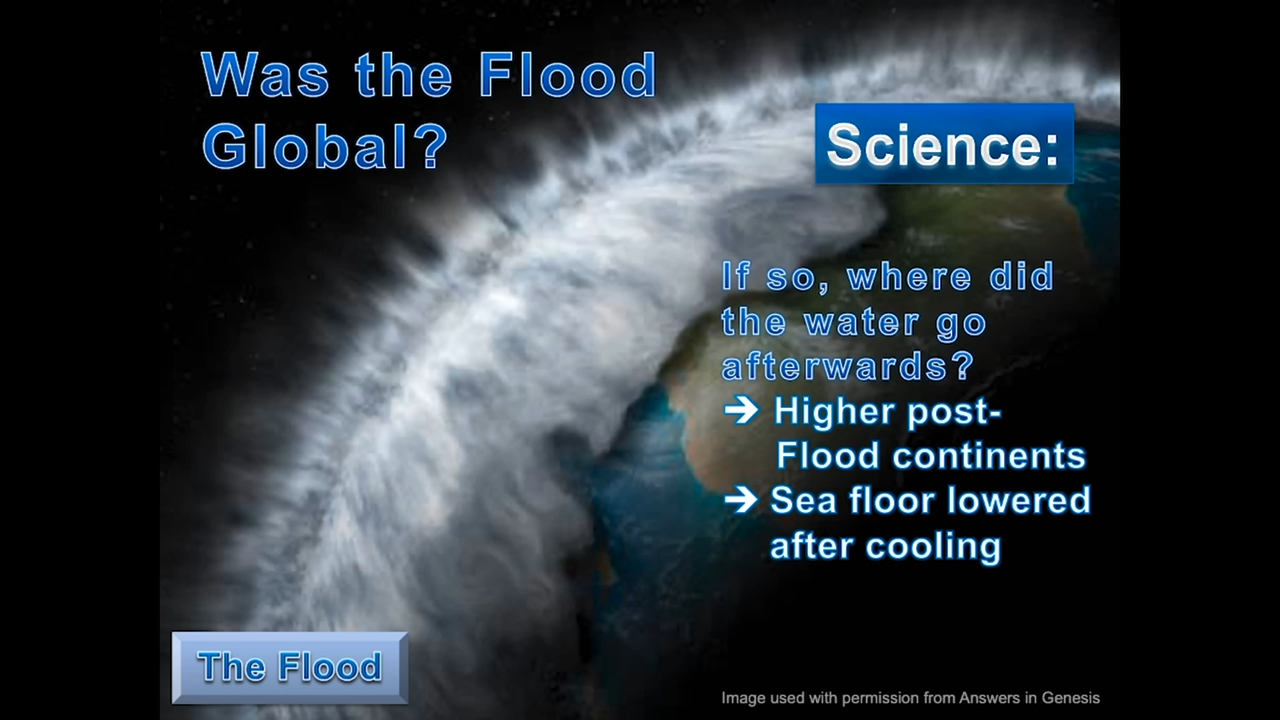 Was the Flood
Global?
Science:
If so, where did
the water go
afterwards?
➔ Higher post-
Flood continents
➔ Sea floor lowered
after cooling
The Flood
Image used with permission from Answers in Genesis